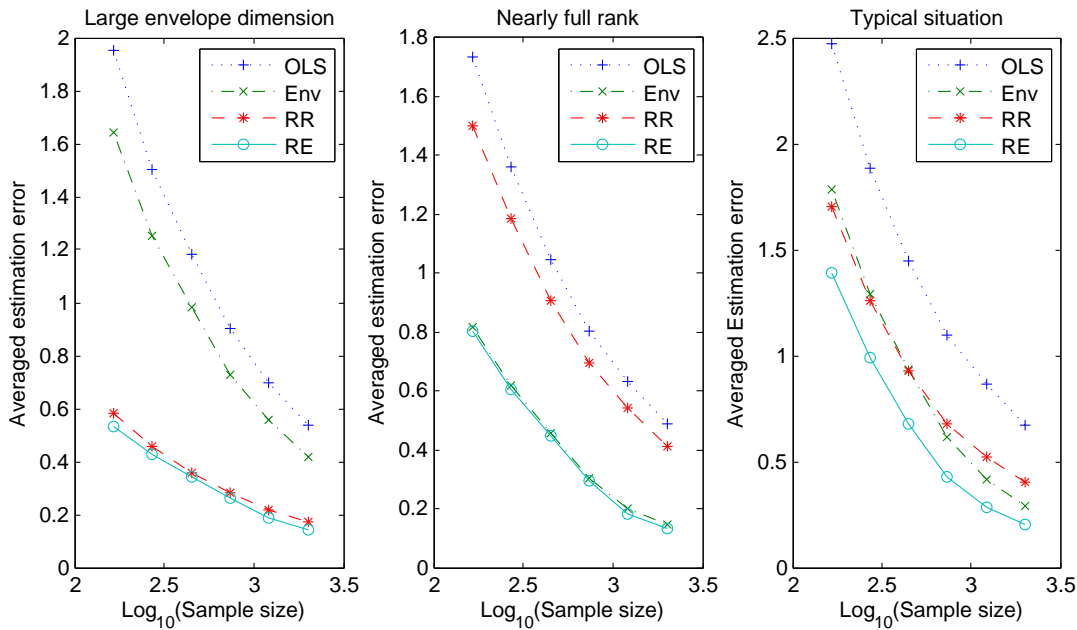 Large envelope dimension
Averaged estimation error
2
1.8
1.6
1.4
1.2
1
0.8
0.6
0.4
0.2
0
2
2.5
3
3.5
Log10(Sample size)
OLS
Env
RR
RE
Nearly full rank
Averaged estimation error
1.8
1.6
1.4
1.2
1
0.8
0.6
0.4
0.2
0
2
2.5
3
3.5
Log10(Sample size)
OLS
Env
RR
RE
Typical situation
Averaged Estimation error
2.5
2
1.5
1
0.5
0
2
2.5
3
3.5
Log10(Sample size)
OLS
Env
RR
RE